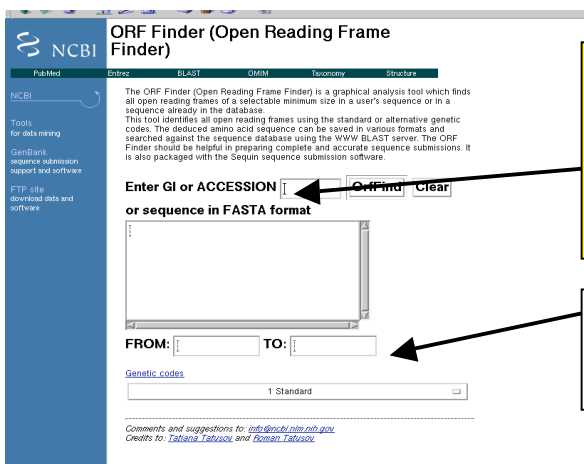 NCBI
ORF Finder (Open Reading Frame
Finder)
PubMed Entrez BLAST OMIM Taxonomy Structure
NCBI
Tools
for data mining
GenBank
sequence submission
support and software
FTP site
download data and
software
The ORF Finder (Open Reading Frame Finder) is a graphical analysis tool which finds
all open reading frames of a selectable minimum size in a user's sequence or in a
sequence already in the database.
This tool identifies all open reading frames using the standard or alternative genetic
codes. The deduced amino acid sequence can be saved in various formats and
searched against the sequence database using the WWW BLAST server. The ORF
Finder should be helpful in preparing complete and accurate sequence submissions. It
is also packaged with the Sequin sequence submission software.
Enter GI or ACCESSION OrfFind Clear
or sequence in FASTA format
FROM: TO:
Genetic codes
1 Standard
Comments and suggestions to: info@ncbi.nlm.nih.gov
Credits to: Tatiana Tatusov and Roman Tatusov